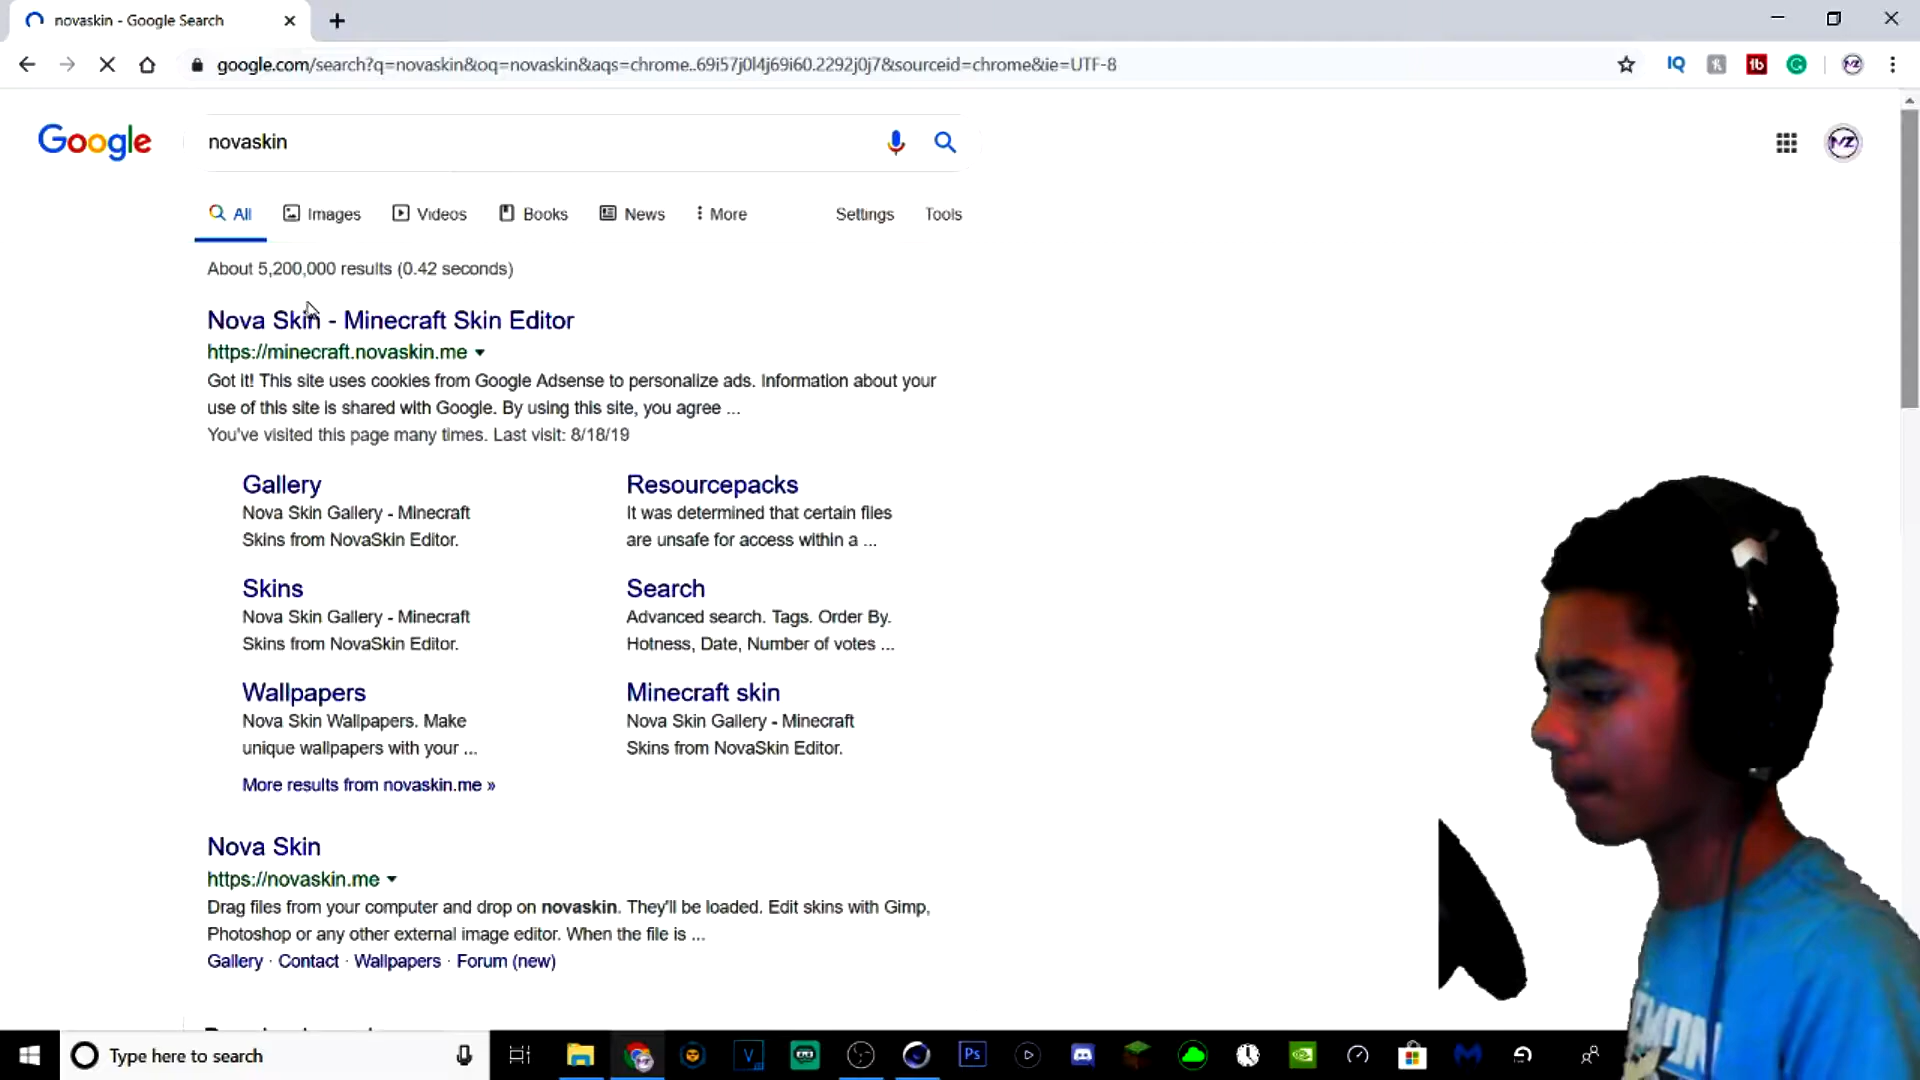 novaskin - Google Search
google.com/search?q=novaskin&oq=novaskin&aqs=chrome..69i57j0l4j69i60.2292j0j7&sourceid=chrome&ie=UTF-8
IQ
1b
MZ
Google
novaskin
MZ
All
Images
Videos
Books
News
More
Settings
Tools
About 5,200,000 results (0.42 seconds)
Nova Skin - Minecraft Skin Editor
https://minecraft.novaskin.me
Got it! This site uses cookies from Google Adsense to personalize ads. Information about your
use of this site is shared with Google. By using this site, you agree ...
You've visited this page many times. Last visit: 8/18/19
Gallery
Nova Skin Gallery - Minecraft
Skins from NovaSkin Editor.
Resourcepacks
It was determined that certain files
are unsafe for access within a ...
Skins
Nova Skin Gallery - Minecraft
Skins from NovaSkin Editor.
Search
Advanced search. Tags. Order By.
Hotness, Date, Number of votes ...
Wallpapers
Nova Skin Wallpapers. Make
unique wallpapers with your ...
Minecraft skin
Nova Skin Gallery - Minecraft
Skins from NovaSkin Editor.
More results from novaskin.me »
Nova Skin
https://novaskin.me
Drag files from your computer and drop on novaskin. They'll be loaded. Edit skins with Gimp,
Photoshop or any other external image editor. When the file is ...
Gallery · Contact · Wallpapers · Forum (new)
Type here to search
V
Ps